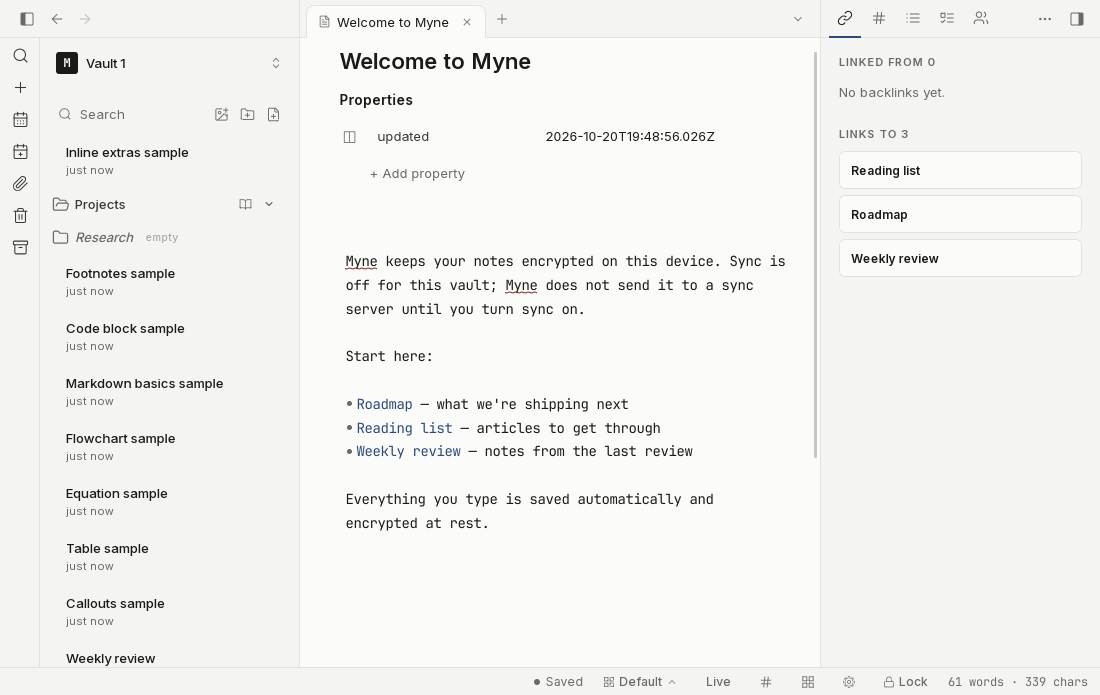 Welcome to Myne
M Vault 1
Search
Inline extras sample
just now
Projects
Research empty
Footnotes sample
just now
Code block sample
just now
Markdown basics sample
just now
Flowchart sample
just now
Equation sample
just now
Table sample
just now
Callouts sample
just now
Weekly review
Welcome to Myne
Properties
updated 2026-10-20T19:48:56.026Z
+ Add property
Myne keeps your notes encrypted on this device. Sync is
off for this vault; Myne does not send it to a sync
server until you turn sync on.
Start here:
• Roadmap — what we're shipping next
• Reading list — articles to get through
• Weekly review — notes from the last review
Everything you type is saved automatically and
encrypted at rest.
LINKED FROM 0
No backlinks yet.
LINKS TO 3
Reading list
Roadmap
Weekly review
Saved Default Live Lock 61 words · 339 chars